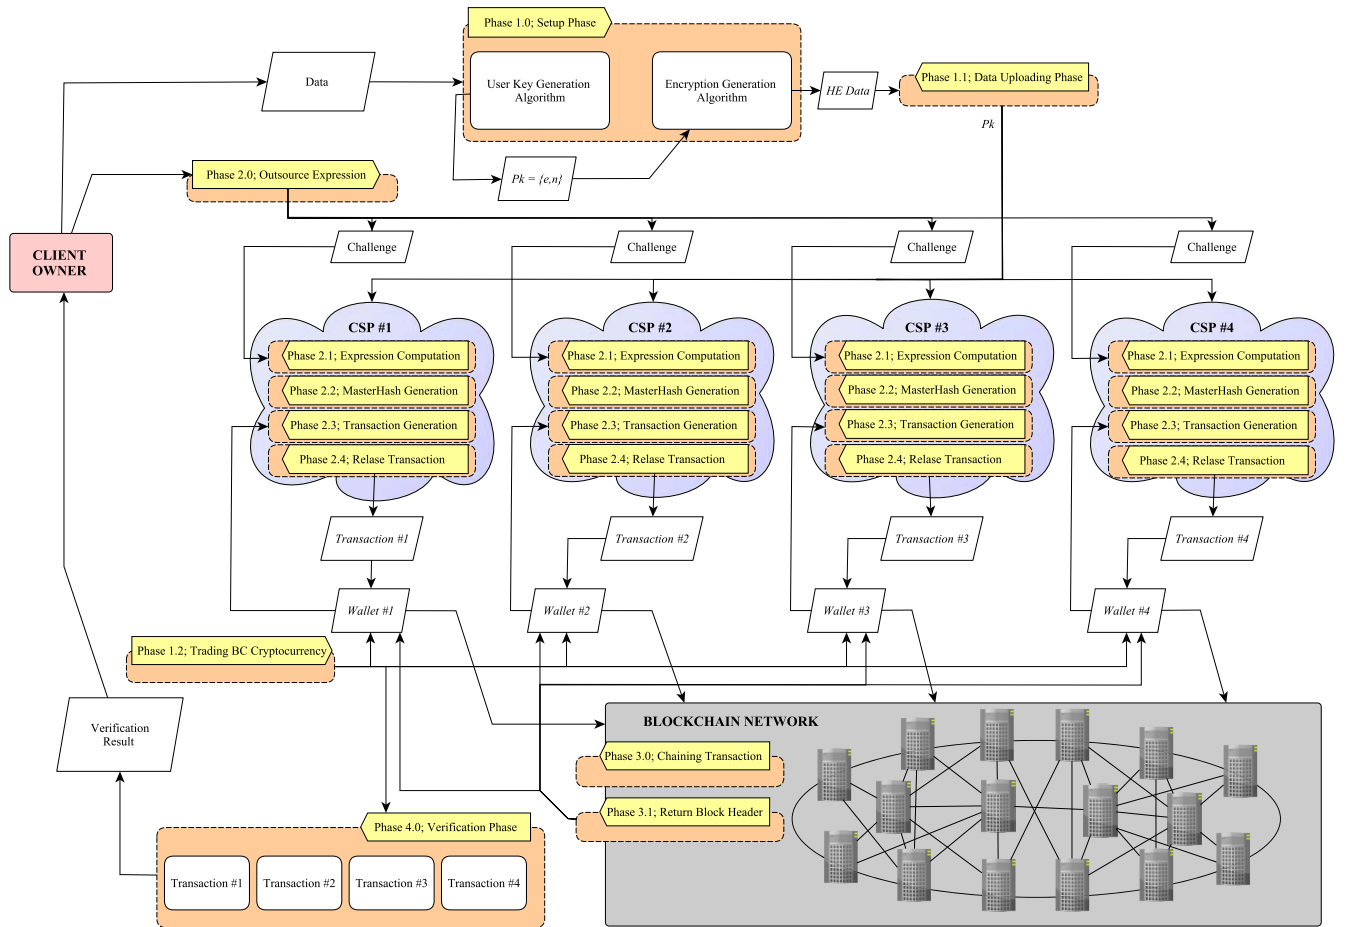 Phase 1.0; Setup Phase
Data
User Key Generation
Algorithm
Encryption Generation
Algorithm
HE Data
Phase 1.1; Data Uploading Phase
Pk
Pk = {e,n}
Phase 2.0; Outsource Expression
CLIENT
OWNER
Challenge
Challenge
Challenge
Challenge
CSP #1
Phase 2.1; Expression Computation
Phase 2.2; MasterHash Generation
Phase 2.3; Transaction Generation
Phase 2.4; Relase Transaction
CSP #2
Phase 2.1; Expression Computation
Phase 2.2; MasterHash Generation
Phase 2.3; Transaction Generation
Phase 2.4; Relase Transaction
CSP #3
Phase 2.1; Expression Computation
Phase 2.2; MasterHash Generation
Phase 2.3; Transaction Generation
Phase 2.4; Relase Transaction
CSP #4
Phase 2.1; Expression Computation
Phase 2.2; MasterHash Generation
Phase 2.3; Transaction Generation
Phase 2.4; Relase Transaction
Transaction #1
Transaction #2
Transaction #3
Transaction #4
Wallet #1
Wallet #2
Wallet #3
Wallet #4
Phase 1.2; Trading BC Cryptocurrency
Verification
Result
BLOCKCHAIN NETWORK
Phase 3.0; Chaining Transaction
Phase 3.1; Return Block Header
Phase 4.0; Verification Phase
Transaction #1
Transaction #2
Transaction #3
Transaction #4